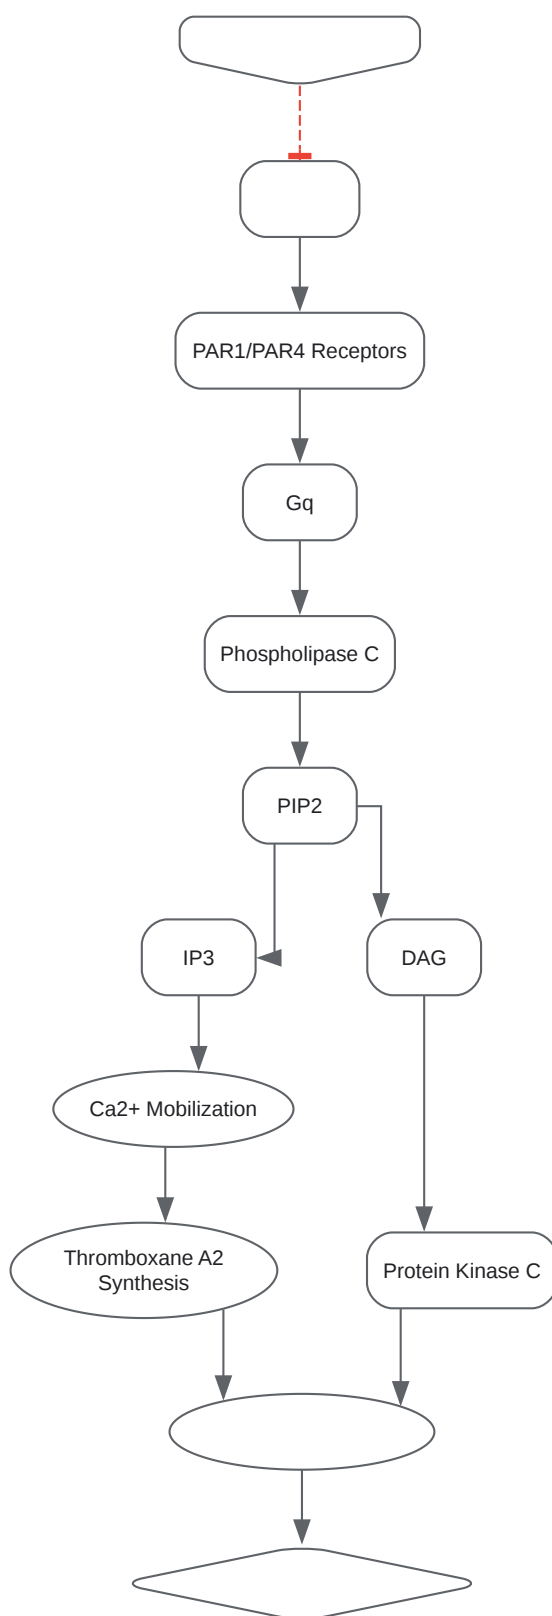 PAR1/PAR4 Receptors
Gq
Phospholipase C
PIP2
IP3
DAG
Ca2+ Mobilization
Thromboxane A2
Synthesis
Protein Kinase C